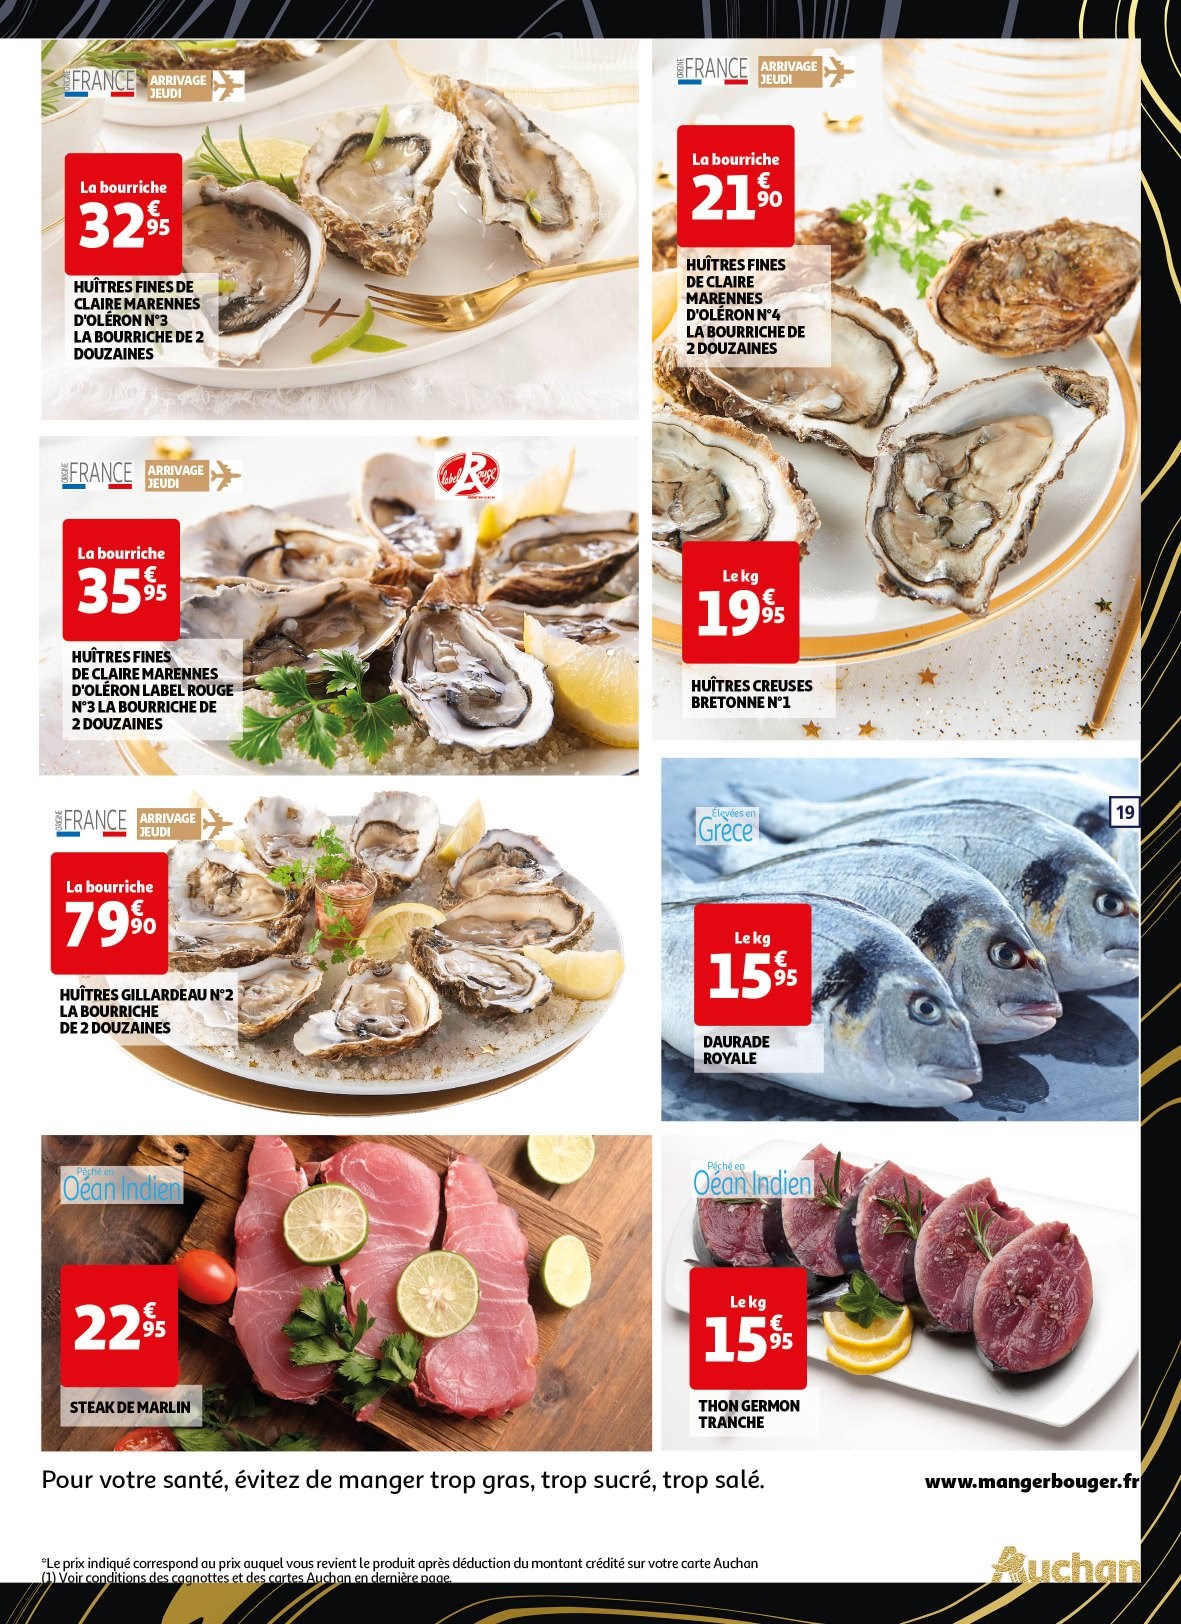 ORIGINE
FRANCE
ARRIVAGE
JEUDI
La bourriche
32€95
HUÎTRES FINES DE
CLAIRE MARENNES
D'OLÉRON N°3
LA BOURRICHE DE 2
DOUZAINES
ORIGINE
FRANCE
ARRIVAGE
JEUDI
La bourriche
21€90
HUÎTRES FINES
DE CLAIRE
MARENNES
D'OLÉRON N°4
LA BOURRICHE DE
2 DOUZAINES
ORIGINE
FRANCE
ARRIVAGE
JEUDI
label Rouge
La bourriche
35€95
HUÎTRES FINES
DE CLAIRE MARENNES
D'OLÉRON LABEL ROUGE
N°3 LA BOURRICHE DE
2 DOUZAINES
Le kg
19€95
HUÎTRES CREUSES
BRETONNE N°1
ORIGINE
FRANCE
ARRIVAGE
JEUDI
La bourriche
79€90
HUÎTRES GILLARDEAU N°2
LA BOURRICHE
DE 2 DOUZAINES
19
Élevées en
Grèce
Le kg
15€95
DAURADE
ROYALE
Pêché en
Oéan Indien
22€95
STEAK DE MARLIN
Pêché en
Oéan Indien
Le kg
15€95
THON GERMON
TRANCHE
Pour votre santé, évitez de manger trop gras, trop sucré, trop salé.
www.mangerbouger.fr
*Le prix indiqué correspond au prix auquel vous revient le produit après déduction du montant crédité sur votre carte Auchan
(1) Voir conditions des cagnottes et des cartes Auchan en dernière page.
Auchan